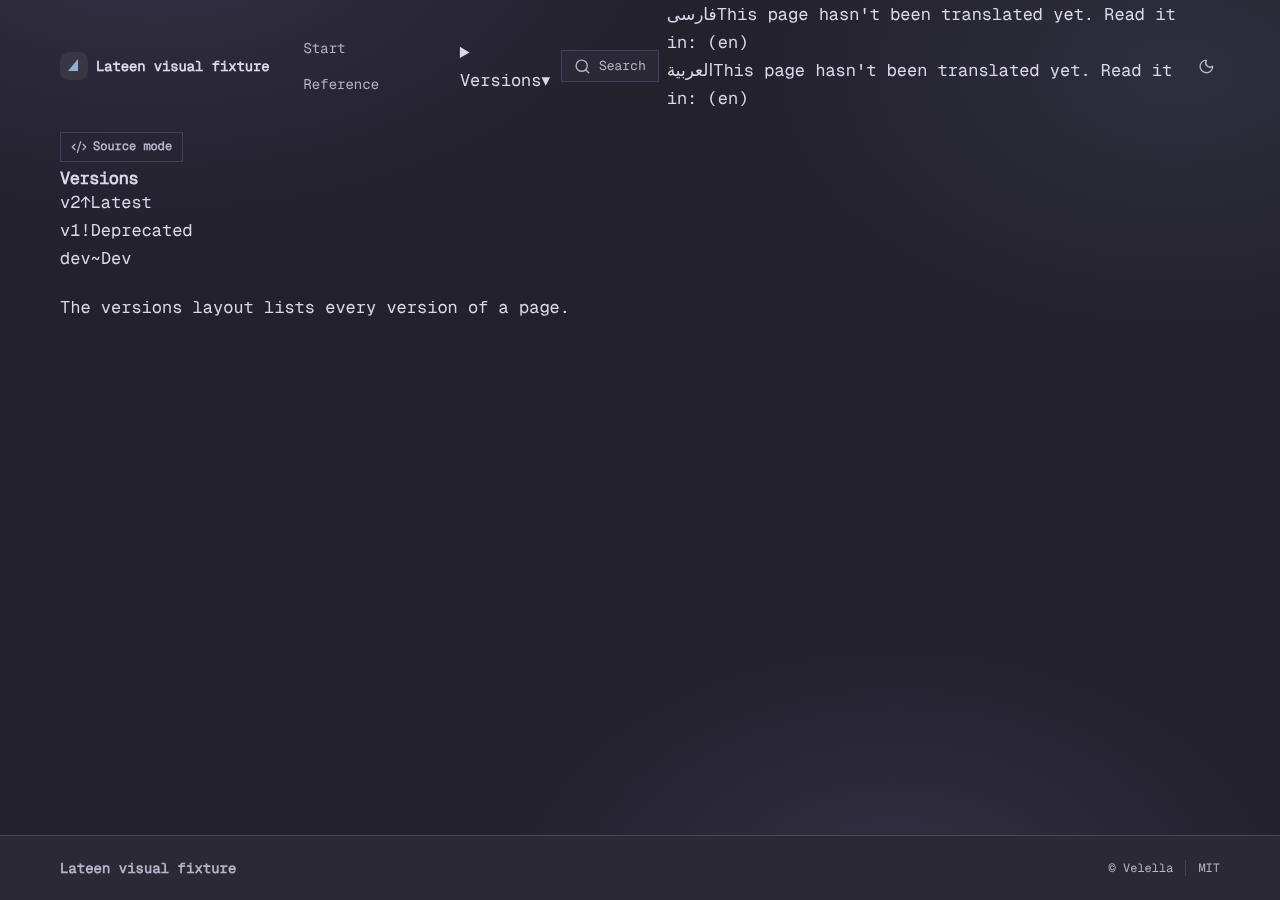 Lateen visual fixture
Start
Reference
▶
Versions▾
Search
فارسیThis page hasn't been translated yet. Read it
in: (en)
العربيةThis page hasn't been translated yet. Read it
in: (en)
</> Source mode
Versions
v2↑Latest
v1!Deprecated
dev~Dev
The versions layout lists every version of a page.
Lateen visual fixture
© Velella
MIT